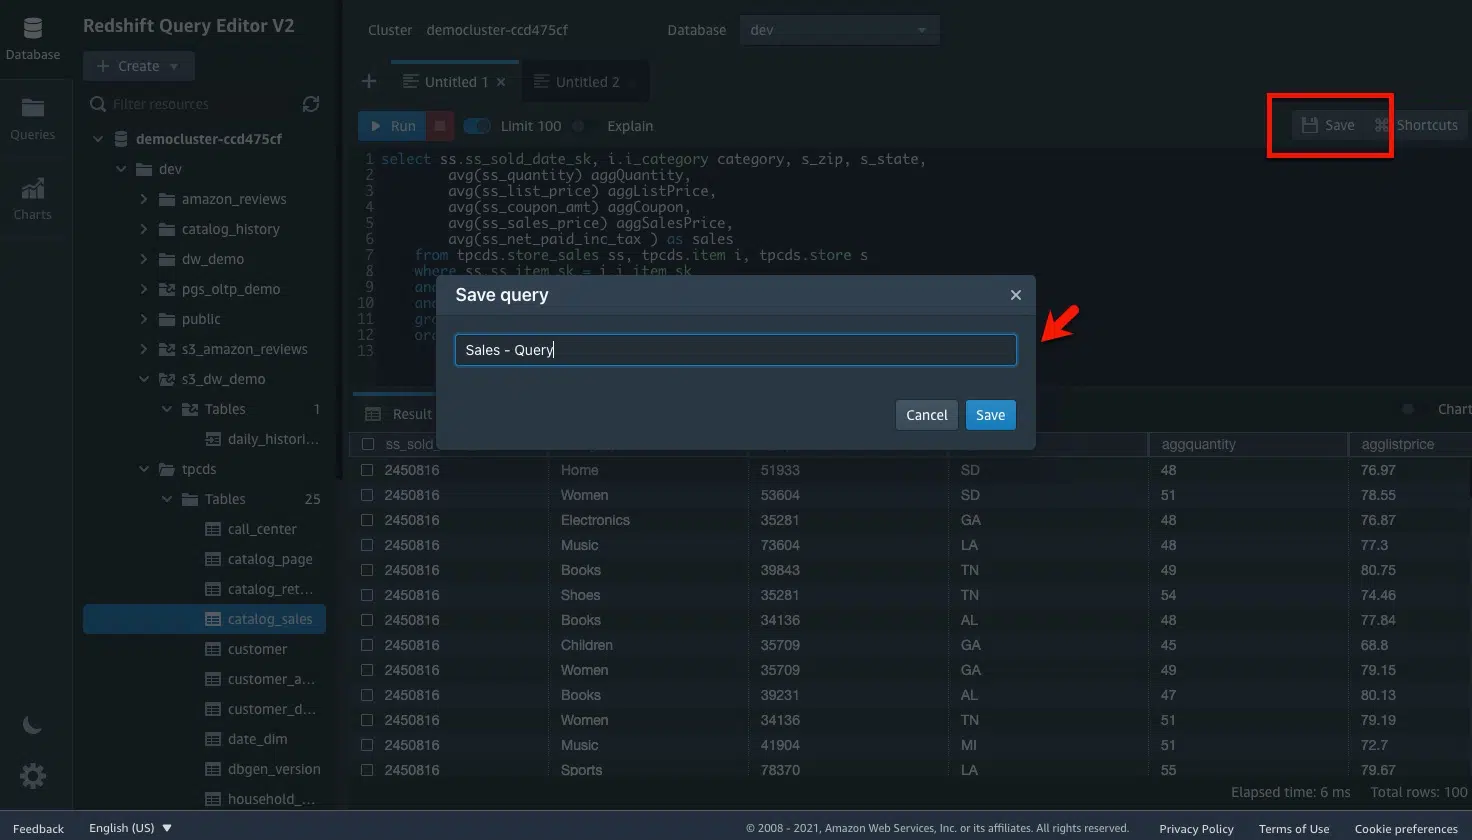 Redshift Query Editor V2
Database
Create
Filter resources
Queries
Charts
democluster-ccd475cf
dev
amazon_reviews
catalog_history
dw_demo
pgs_oltp_demo
public
s3_amazon_reviews
s3_dw_demo
Tables 1
daily_histori...
tpcds
Tables 25
call_center
catalog_page
catalog_ret...
catalog_sales
customer
customer_a...
customer_d...
date_dim
dbgen_version
household_...
Cluster democluster-ccd475cf Database dev
Untitled 1 Untitled 2
Run Limit 100 Explain Save Shortcuts
1 select ss.ss_sold_date_sk, i.i_category category, s_zip, s_state,
2 avg(ss_quantity) aggQuantity,
3 avg(ss_list_price) aggListPrice,
4 avg(ss_coupon_amt) aggCoupon,
5 avg(ss_sales_price) aggSalesPrice,
6 avg(ss_net_paid_inc_tax ) as sales
7 from tpcds.store_sales ss, tpcds.item i, tpcds.store s
8 where ss.ss_item_sk = i.i_item_sk
9
10
11
12
13
Save query
Sales - Query
Cancel Save
Result Chart
ss_sold aggquantity agglistprice
2450816 Home 51933 SD 48 76.97
2450816 Women 53604 SD 51 78.55
2450816 Electronics 35281 GA 48 76.87
2450816 Music 73604 LA 48 77.3
2450816 Books 39843 TN 49 80.75
2450816 Shoes 35281 TN 54 74.46
2450816 Books 34136 AL 48 77.84
2450816 Children 35709 GA 45 68.8
2450816 Women 35709 GA 49 79.15
2450816 Books 39231 AL 47 80.13
2450816 Women 34136 TN 51 79.19
2450816 Music 41904 MI 51 72.7
2450816 Sports 78370 LA 55 79.67
Elapsed time: 6 ms Total rows: 100
Feedback English (US) © 2008 - 2021, Amazon Web Services, Inc. or its affiliates. All rights reserved. Privacy Policy Terms of Use Cookie preferences